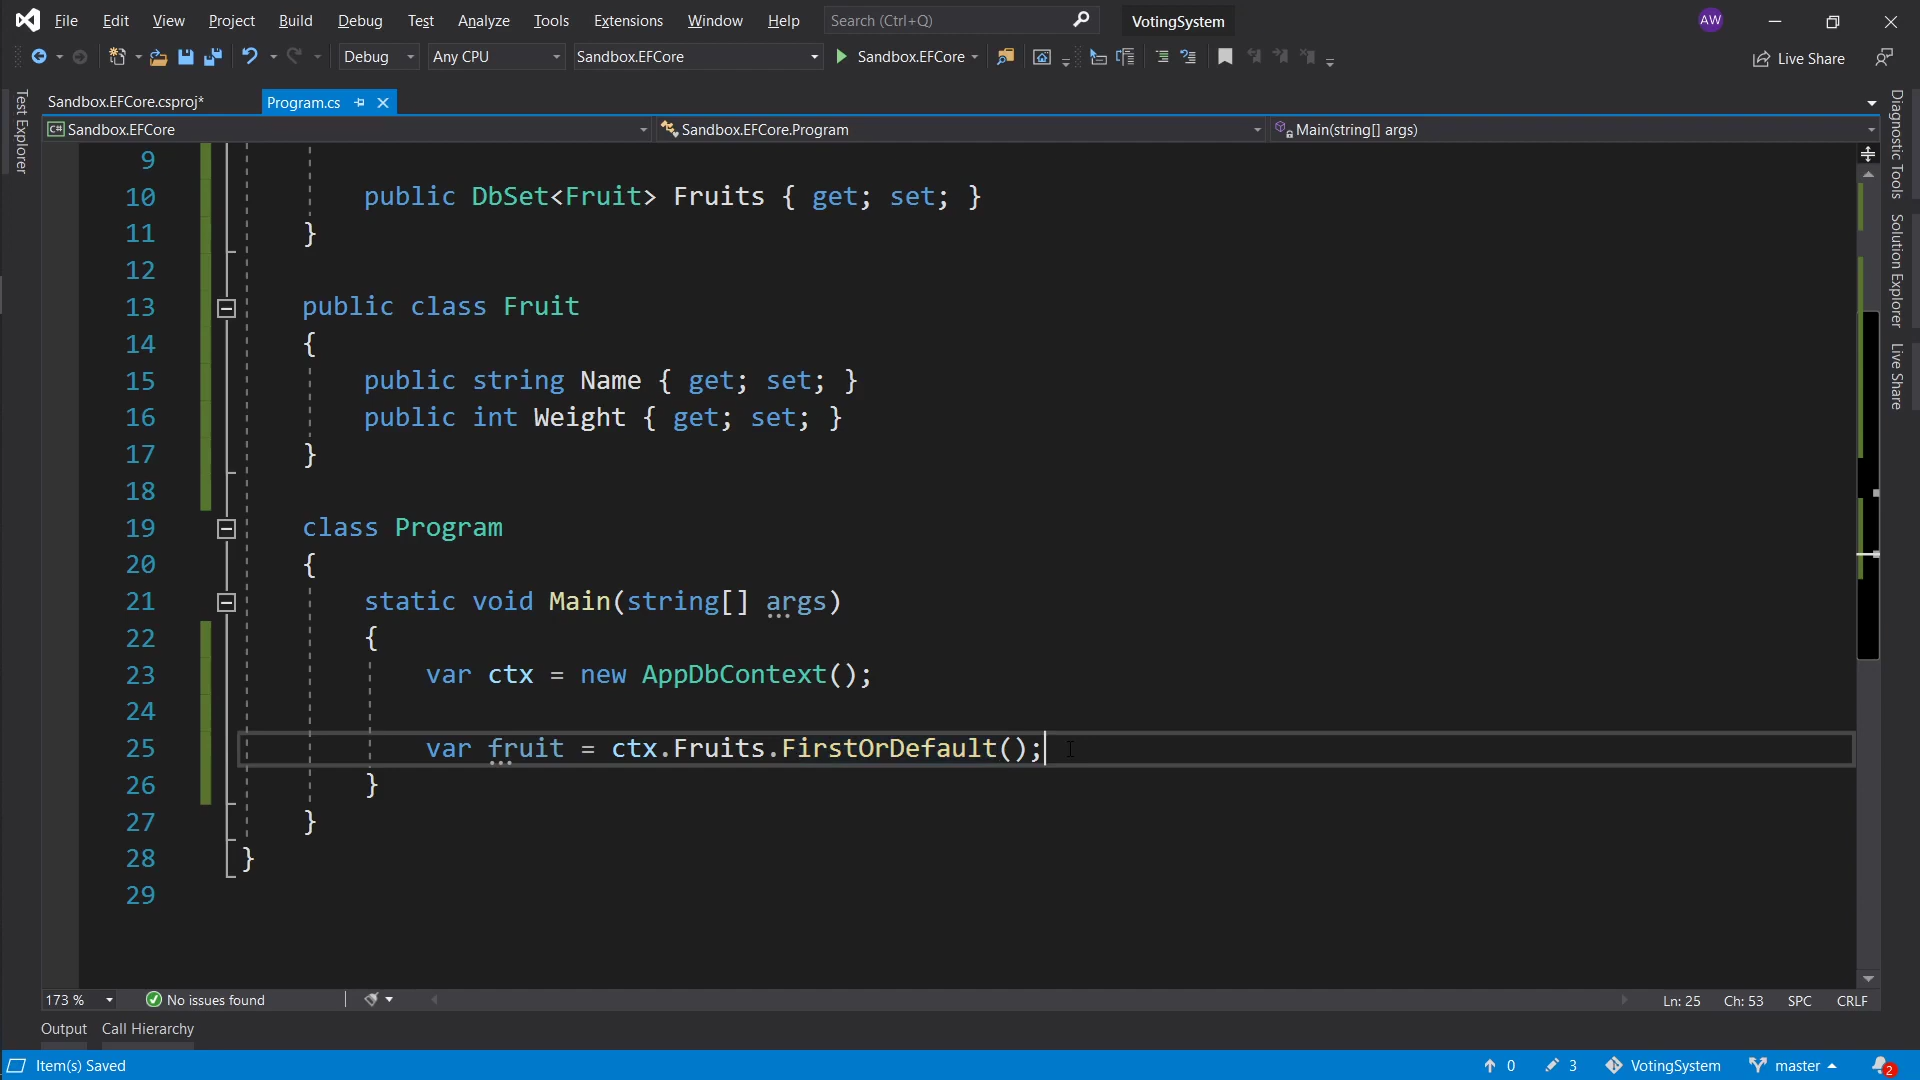 File Edit View Project Build Debug Test Analyze Tools Extensions Window Help Search (Ctrl+Q) VotingSystem AW
Debug Any CPU Sandbox.EFCore Sandbox.EFCore Live Share
Sandbox.EFCore.csproj* Program.cs
C# Sandbox.EFCore Sandbox.EFCore.Program Main(string[] args)
Test Explorer
Diagnostic Tools
Solution Explorer
Live Share
9
10 public DbSet<Fruit> Fruits { get; set; }
11 }
12
13 public class Fruit
14 {
15 public string Name { get; set; }
16 public int Weight { get; set; }
17 }
18
19 class Program
20 {
21 static void Main(string[] args)
22 {
23 var ctx = new AppDbContext();
24
25 var fruit = ctx.Fruits.FirstOrDefault();
26 }
27 }
28 }
29
173 % No issues found Ln: 25 Ch: 53 SPC CRLF
Output Call Hierarchy
Item(s) Saved 0 3 VotingSystem master 2